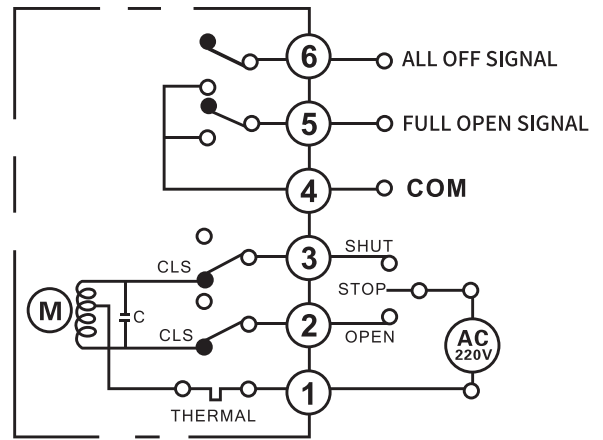 6 ALL OFF SIGNAL
5 FULL OPEN SIGNAL
4 COM
3 SHUT
CLS
STOP
M
C
2 OPEN
CLS
AC
220V
1
THERMAL